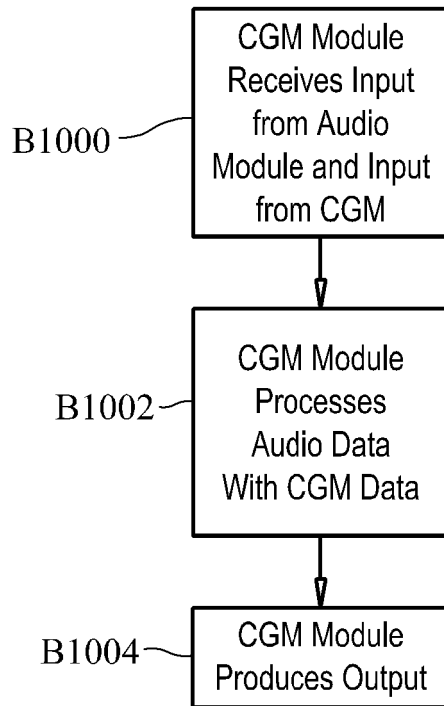 CGM Module
Receives Input
from Audio
Module and Input
from CGM
B1000
CGM Module
Processes
Audio Data
With CGM Data
B1002
CGM Module
Produces Output
B1004